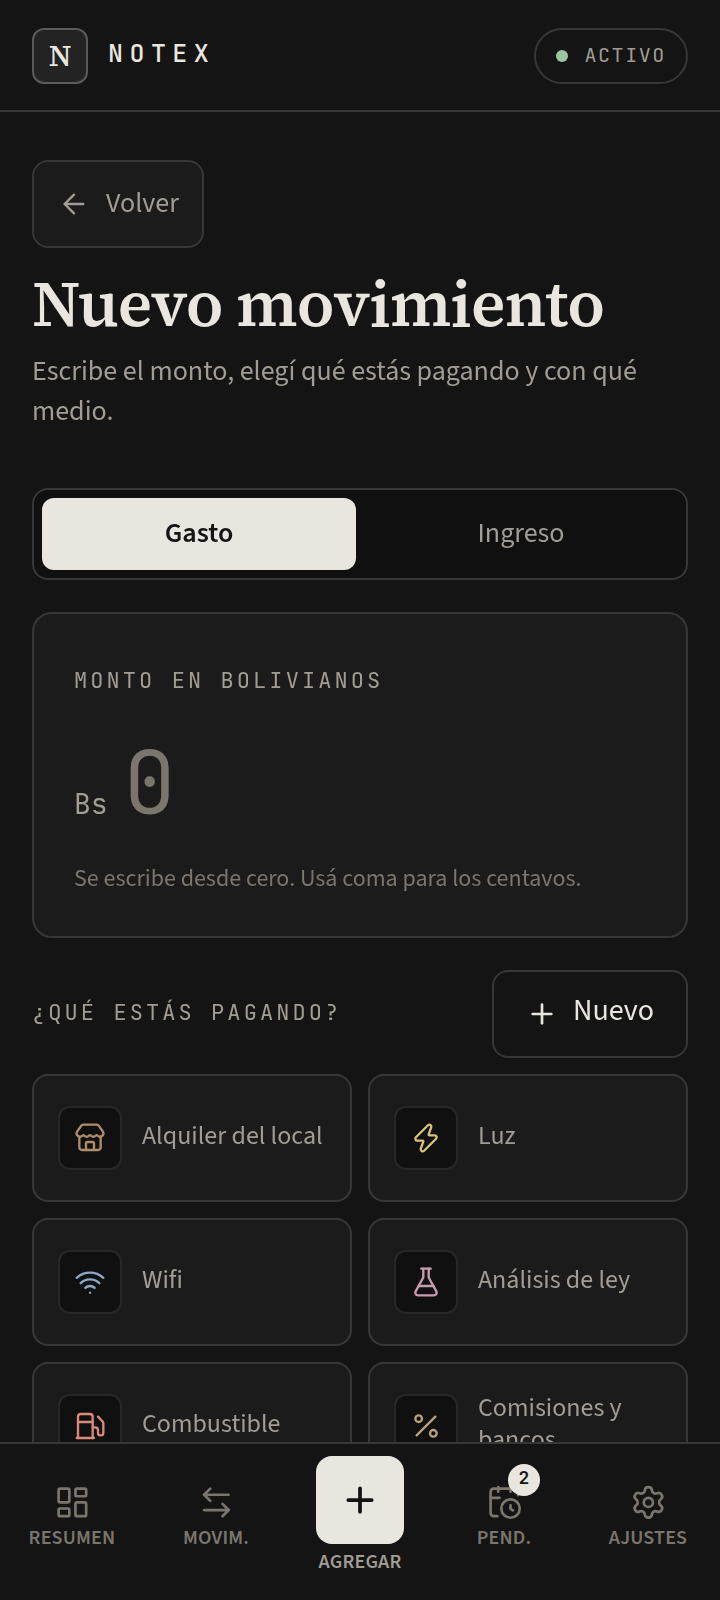 N NOTEX
ACTIVO
Volver
Nuevo movimiento
Escribe el monto, elegí qué estás pagando y con qué
medio.
Gasto
Ingreso
MONTO EN BOLIVIANOS
Bs 0
Se escribe desde cero. Usá coma para los centavos.
¿QUÉ ESTÁS PAGANDO?
+ Nuevo
Alquiler del local
Luz
Wifi
Análisis de ley
Combustible
Comisiones y
bancos
2
RESUMEN
MOVIM.
AGREGAR
PEND.
AJUSTES